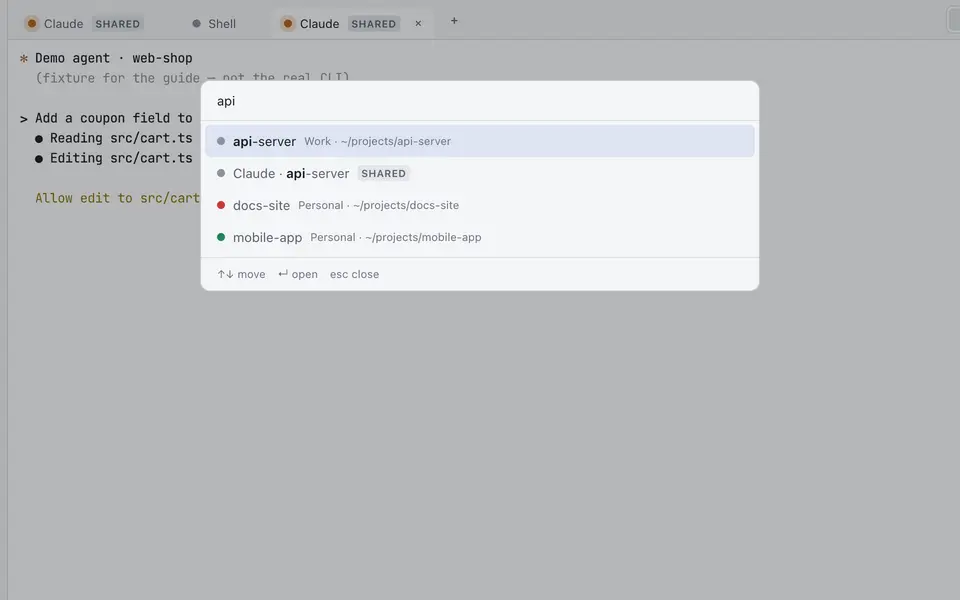 Claude SHARED Shell Claude SHARED × +
* Demo agent · web-shop
(fixture for the guide — not the real CLI)
> Add a coupon field to
● Reading src/cart.ts
● Editing src/cart.ts
Allow edit to src/cart
api
api-server Work · ~/projects/api-server
Claude · api-server SHARED
docs-site Personal · ~/projects/docs-site
mobile-app Personal · ~/projects/mobile-app
↑↓ move ↵ open esc close